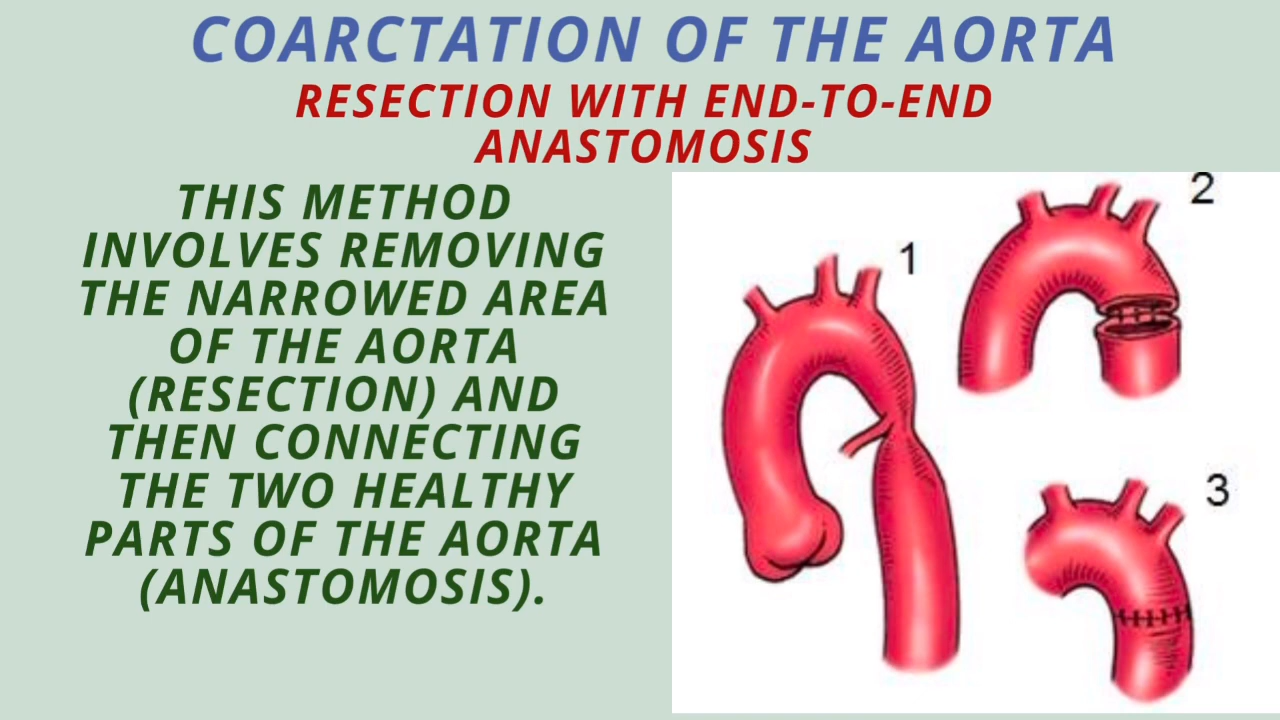 COARCTATION OF THE AORTA
RESECTION WITH END-TO-END
ANASTOMOSIS
THIS METHOD
INVOLVES REMOVING
THE NARROWED AREA
OF THE AORTA
(RESECTION) AND
THEN CONNECTING
THE TWO HEALTHY
PARTS OF THE AORTA
(ANASTOMOSIS).
1
2
3